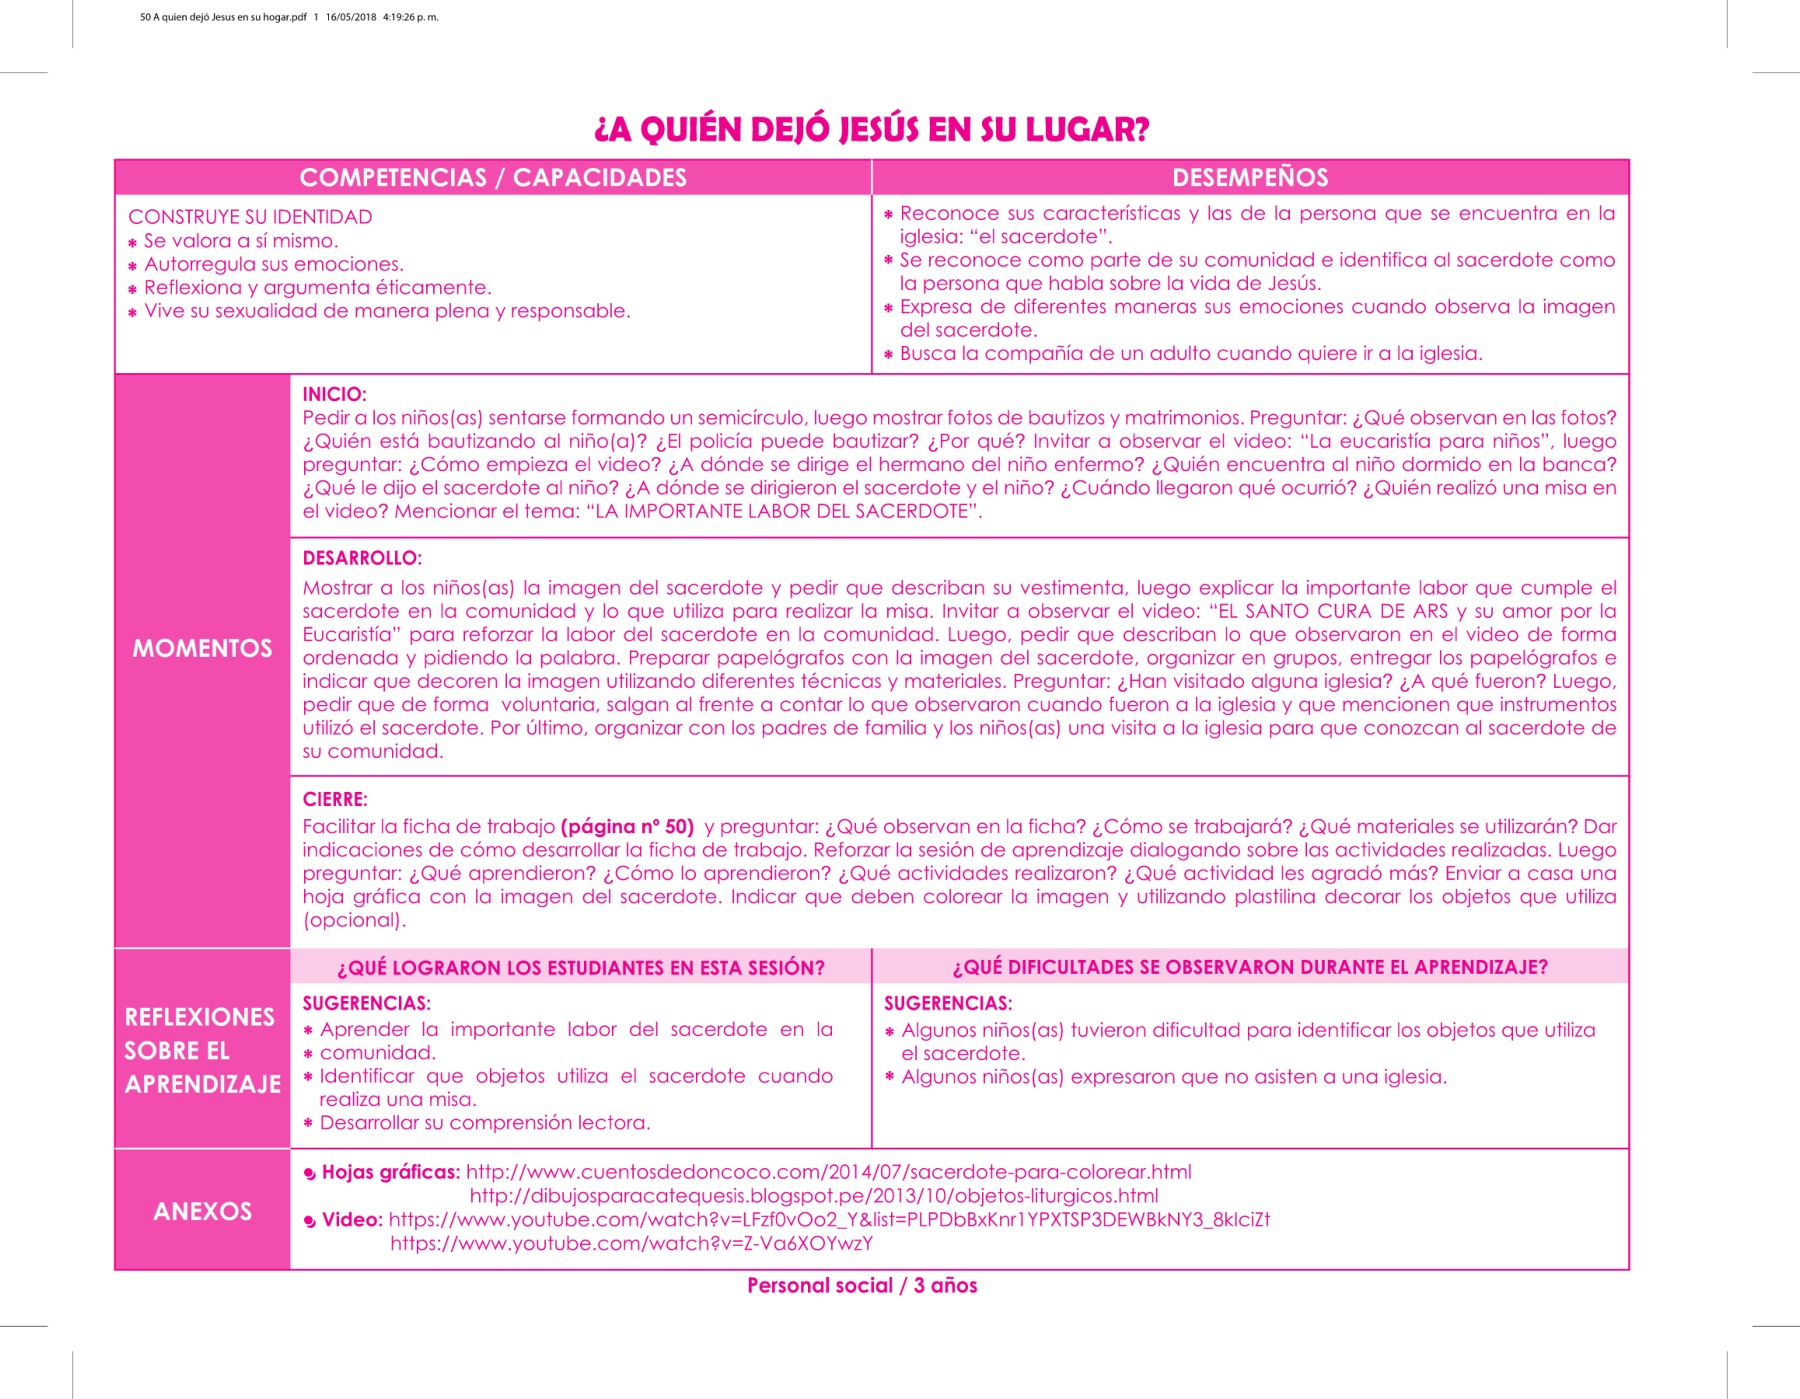 50 A quien dejó Jesus en su hogar.pdf 1 16/05/2018 4:19:26 p. m.
¿A QUIÉN DEJÓ JESÚS EN SU LUGAR?
COMPETENCIAS / CAPACIDADES
DESEMPEÑOS
CONSTRUYE SU IDENTIDAD
* Se valora a sí mismo.
* Autorregula sus emociones.
* Reflexiona y argumenta éticamente.
* Vive su sexualidad de manera plena y responsable.
* Reconoce sus características y las de la persona que se encuentra en la
iglesia: “el sacerdote”.
* Se reconoce como parte de su comunidad e identifica al sacerdote como
la persona que habla sobre la vida de Jesús.
* Expresa de diferentes maneras sus emociones cuando observa la imagen
del sacerdote.
* Busca la compañía de un adulto cuando quiere ir a la iglesia.
MOMENTOS
INICIO:
Pedir a los niños(as) sentarse formando un semicírculo, luego mostrar fotos de bautizos y matrimonios. Preguntar: ¿Qué observan en las fotos?
¿Quién está bautizando al niño(a)? ¿El policía puede bautizar? ¿Por qué? Invitar a observar el video: “La eucaristía para niños”, luego
preguntar: ¿Cómo empieza el video? ¿A dónde se dirige el hermano del niño enfermo? ¿Quién encuentra al niño dormido en la banca?
¿Qué le dijo el sacerdote al niño? ¿A dónde se dirigieron el sacerdote y el niño? ¿Cuándo llegaron qué ocurrió? ¿Quién realizó una misa en
el video? Mencionar el tema: “LA IMPORTANTE LABOR DEL SACERDOTE”.
DESARROLLO:
Mostrar a los niños(as) la imagen del sacerdote y pedir que describan su vestimenta, luego explicar la importante labor que cumple el
sacerdote en la comunidad y lo que utiliza para realizar la misa. Invitar a observar el video: “EL SANTO CURA DE ARS y su amor por la
Eucaristía” para reforzar la labor del sacerdote en la comunidad. Luego, pedir que describan lo que observaron en el video de forma
ordenada y pidiendo la palabra. Preparar papelógrafos con la imagen del sacerdote, organizar en grupos, entregar los papelógrafos e
indicar que decoren la imagen utilizando diferentes técnicas y materiales. Preguntar: ¿Han visitado alguna iglesia? ¿A qué fueron? Luego,
pedir que de forma voluntaria, salgan al frente a contar lo que observaron cuando fueron a la iglesia y que mencionen que instrumentos
utilizó el sacerdote. Por último, organizar con los padres de familia y los niños(as) una visita a la iglesia para que conozcan al sacerdote de
su comunidad.
CIERRE:
Facilitar la ficha de trabajo (página nº 50) y preguntar: ¿Qué observan en la ficha? ¿Cómo se trabajará? ¿Qué materiales se utilizarán? Dar
indicaciones de cómo desarrollar la ficha de trabajo. Reforzar la sesión de aprendizaje dialogando sobre las actividades realizadas. Luego
preguntar: ¿Qué aprendieron? ¿Cómo lo aprendieron? ¿Qué actividades realizaron? ¿Qué actividad les agradó más? Enviar a casa una
hoja gráfica con la imagen del sacerdote. Indicar que deben colorear la imagen y utilizando plastilina decorar los objetos que utiliza
(opcional).
REFLEXIONES
SOBRE EL
APRENDIZAJE
¿QUÉ LOGRARON LOS ESTUDIANTES EN ESTA SESIÓN?
SUGERENCIAS:
* Aprender la importante labor del sacerdote en la
* comunidad.
* Identificar que objetos utiliza el sacerdote cuando
realiza una misa.
* Desarrollar su comprensión lectora.
¿QUÉ DIFICULTADES SE OBSERVARON DURANTE EL APRENDIZAJE?
SUGERENCIAS:
* Algunos niños(as) tuvieron dificultad para identificar los objetos que utiliza
el sacerdote.
* Algunos niños(as) expresaron que no asisten a una iglesia.
ANEXOS
Hojas gráficas: http://www.cuentosdedoncoco.com/2014/07/sacerdote-para-colorear.html
http://dibujosparacatequesis.blogspot.pe/2013/10/objetos-liturgicos.html
Video: https://www.youtube.com/watch?v=LFzf0vOo2_Y&list=PLPDbBxKnr1YPXTSP3DEWBkNY3_8kIciZt
https://www.youtube.com/watch?v=Z-Va6XOYwzY
Personal social / 3 años